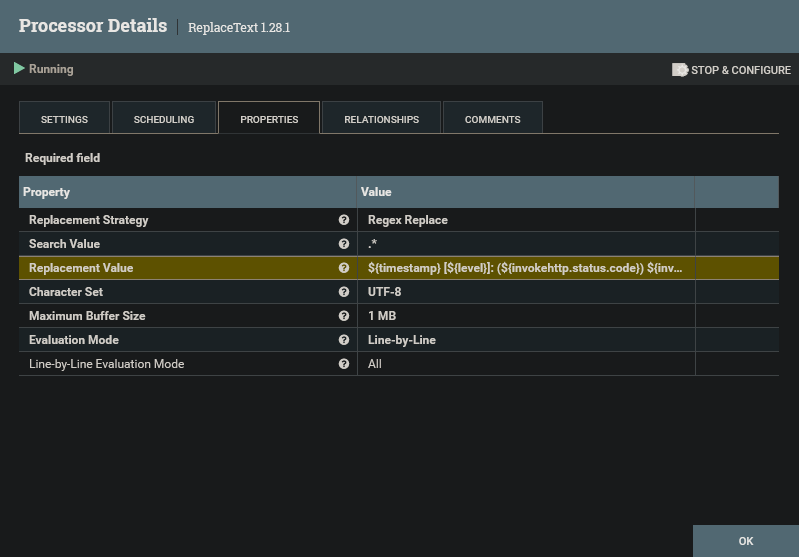 Processor Details | ReplaceText 1.28.1
Running
STOP & CONFIGURE
SETTINGS SCHEDULING PROPERTIES RELATIONSHIPS COMMENTS
Required field
Property Value
Replacement Strategy ? Regex Replace
Search Value ? .*
Replacement Value ? ${timestamp} [${level}]: (${invokehttp.status.code}) ${inv...
Character Set ? UTF-8
Maximum Buffer Size ? 1 MB
Evaluation Mode ? Line-by-Line
Line-by-Line Evaluation Mode ? All
OK